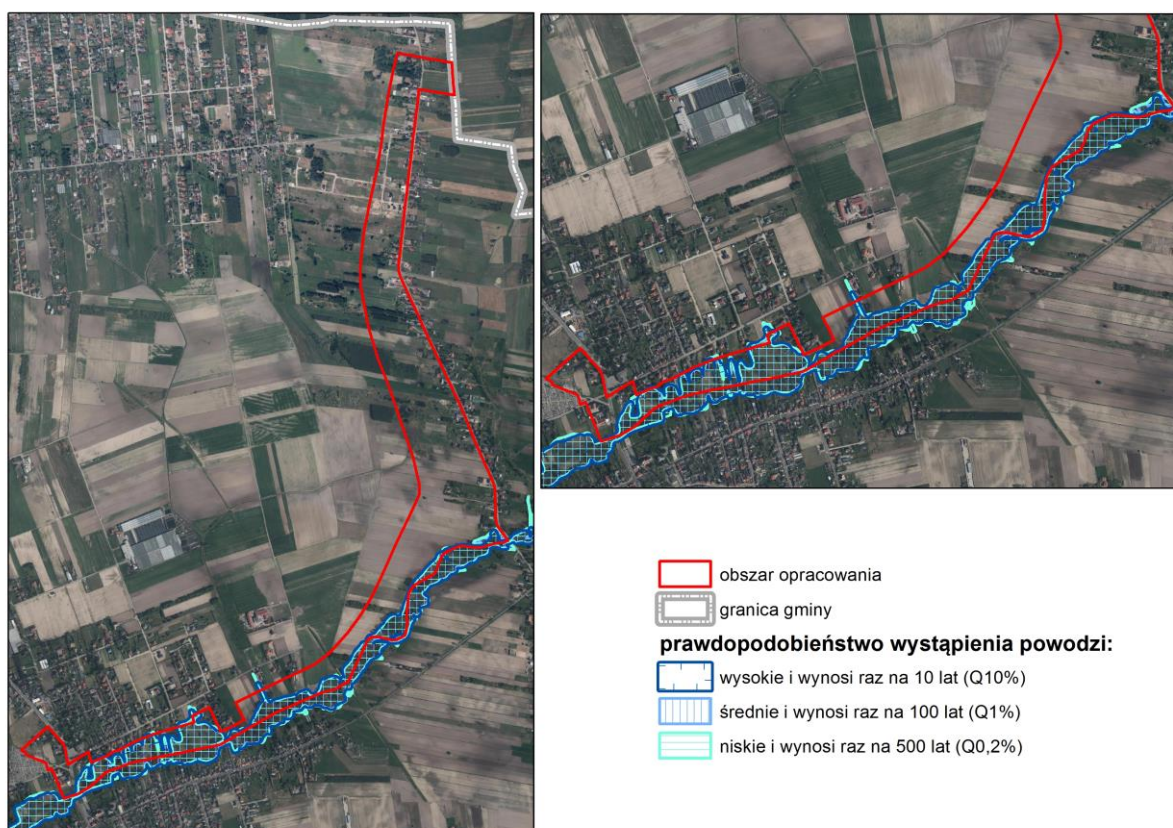 obszar opracowania
granica gminy
prawdopodobieństwo wystąpienia powodzi:
wysokie i wynosi raz na 10 lat (Q10%)
średnie i wynosi raz na 100 lat (Q1%)
niskie i wynosi raz na 500 lat (Q0,2%)